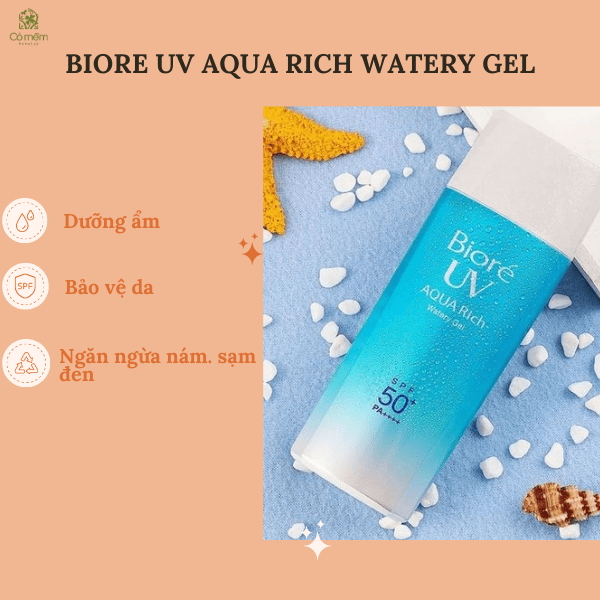 Cỏ mềm
BIORE UV AQUA RICH WATERY GEL
Dưỡng ẩm
SPF
Bảo vệ da
Ngăn ngừa nám. sạm
đen
Bioré
UV
AQUA Rich
Watery Gel
SPF
50+
PA++++